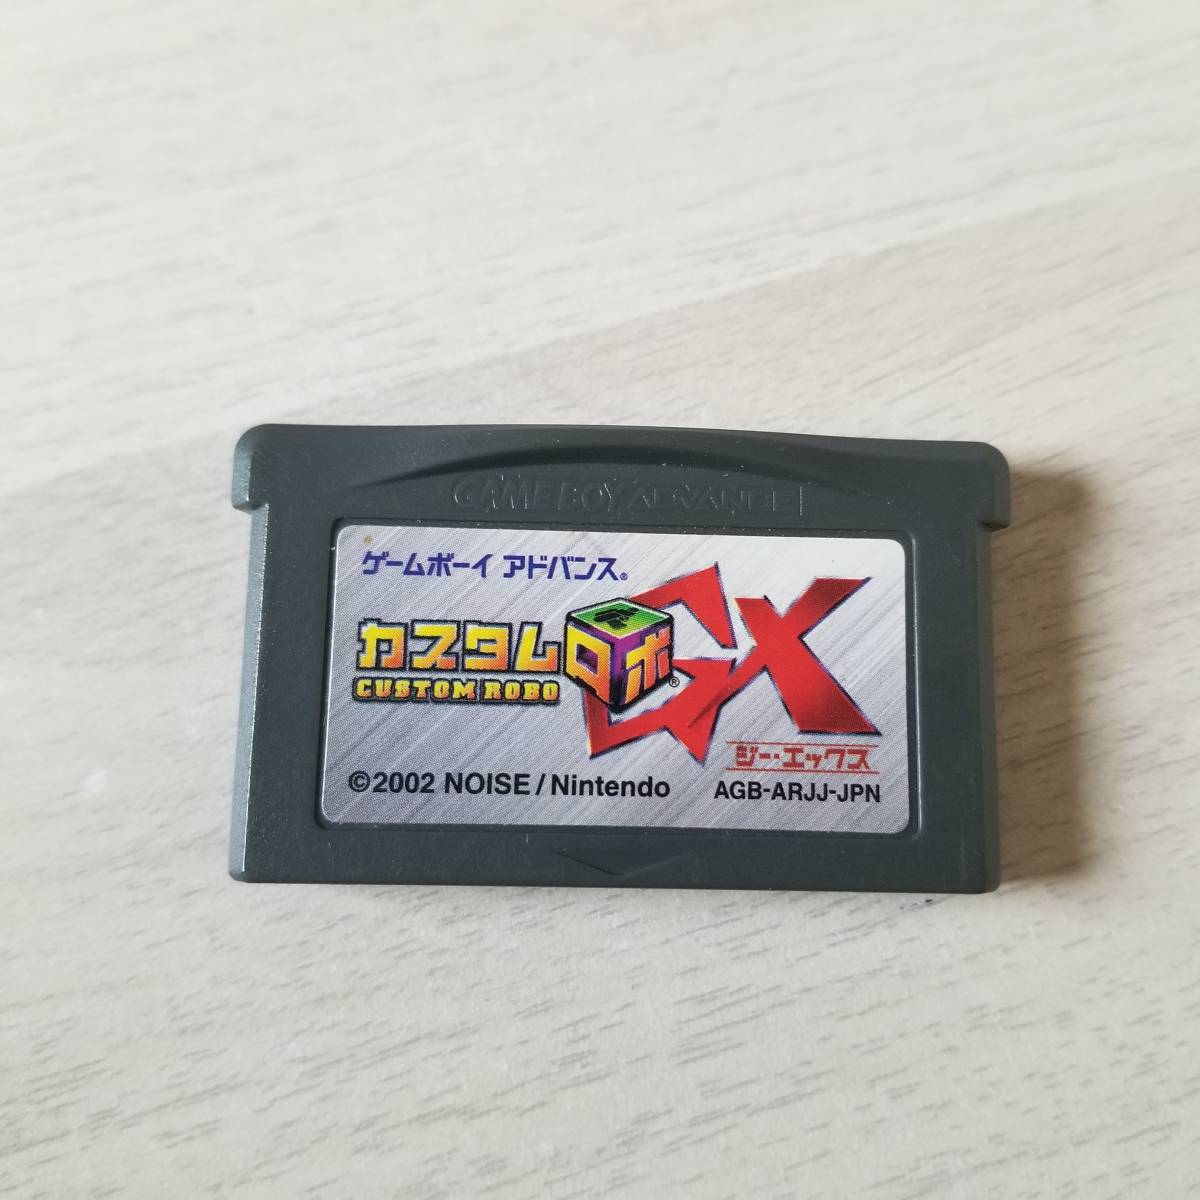 GAME BOY ADVANCE
ゲームボーイ アドバンス®
カスタムロボ® GX
CUSTOM ROBO
ジー・エックス
©2002 NOISE/Nintendo AGB-ARJJ-JPN